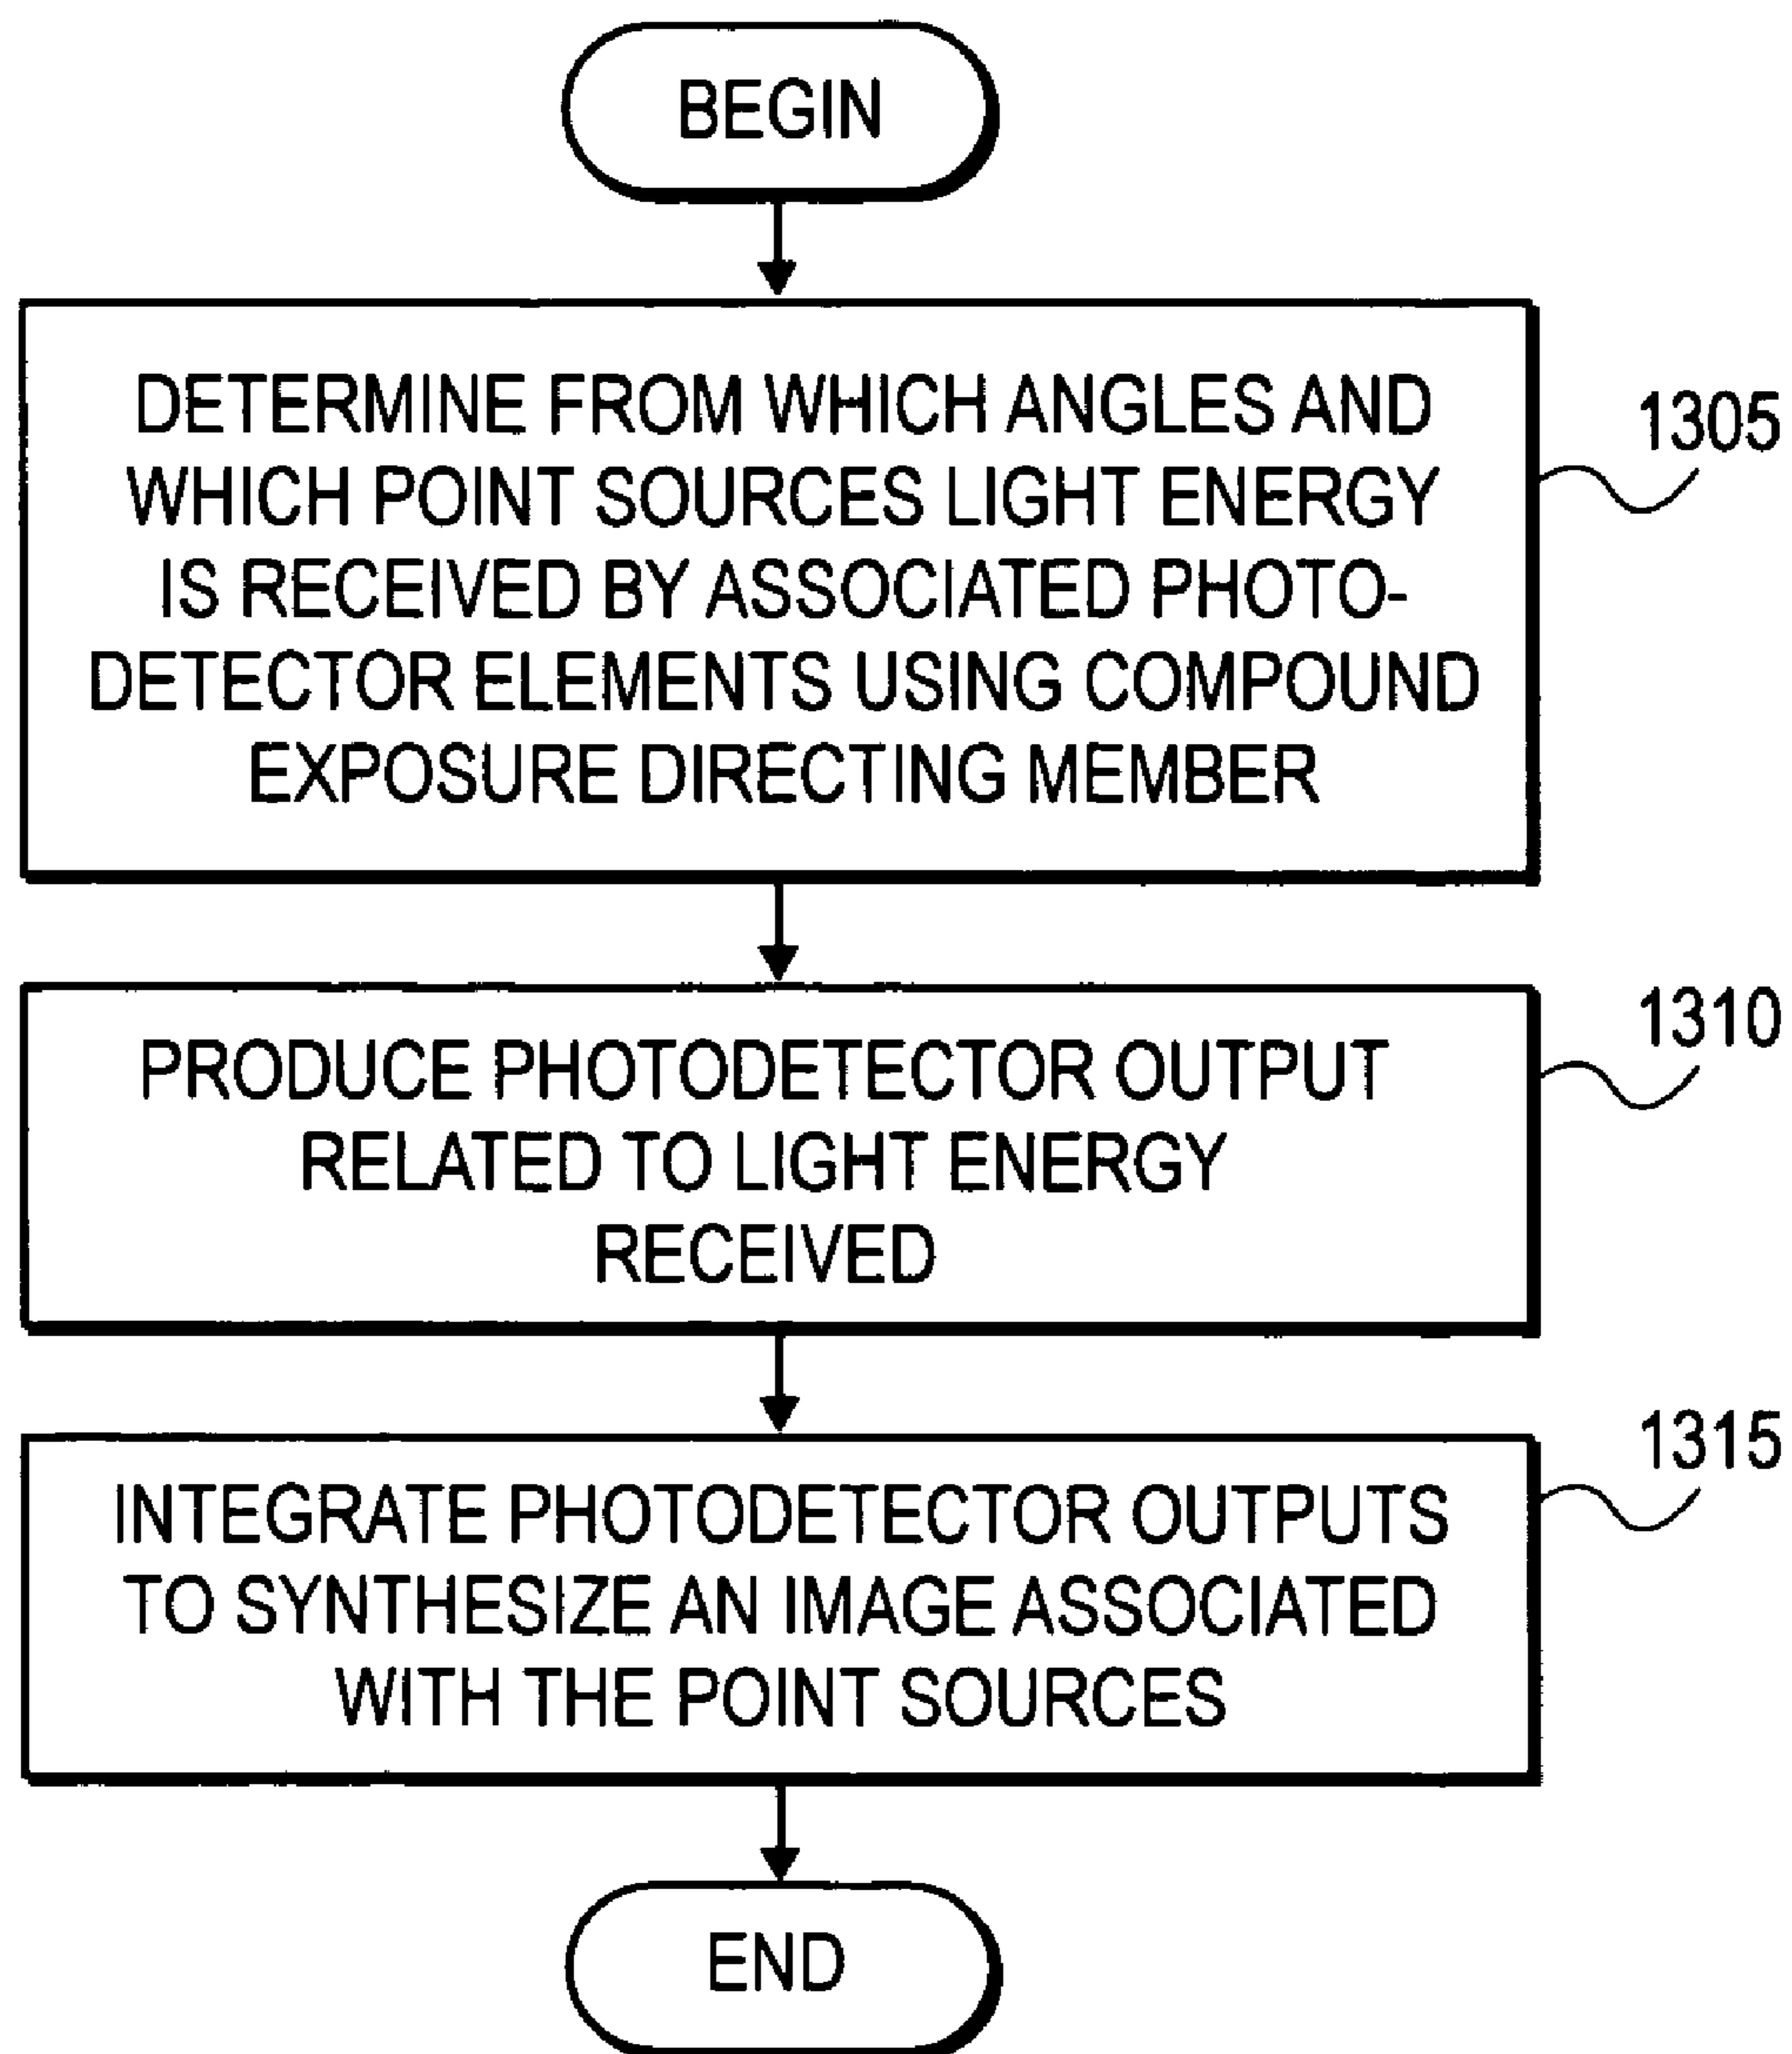 BEGIN
DETERMINE FROM WHICH ANGLES AND
WHICH POINT SOURCES LIGHT ENERGY
IS RECEIVED BY ASSOCIATED PHOTO-
DETECTOR ELEMENTS USING COMPOUND
EXPOSURE DIRECTING MEMBER
1305
PRODUCE PHOTODETECTOR OUTPUT
RELATED TO LIGHT ENERGY
RECEIVED
1310
INTEGRATE PHOTODETECTOR OUTPUTS
TO SYNTHESIZE AN IMAGE ASSOCIATED
WITH THE POINT SOURCES
1315
END